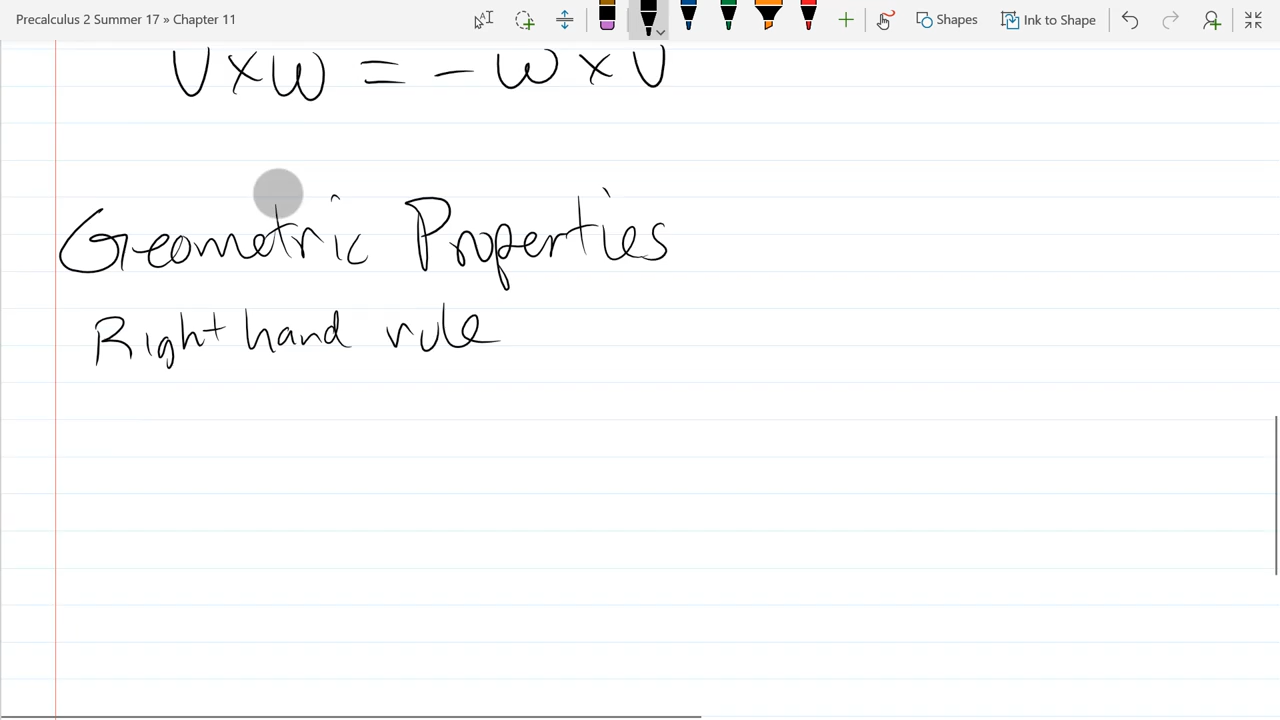 Precalculus 2 Summer 17 » Chapter 11
Shapes
Ink to Shape
V × W = - W × V
Geometric Properties
Right hand rule